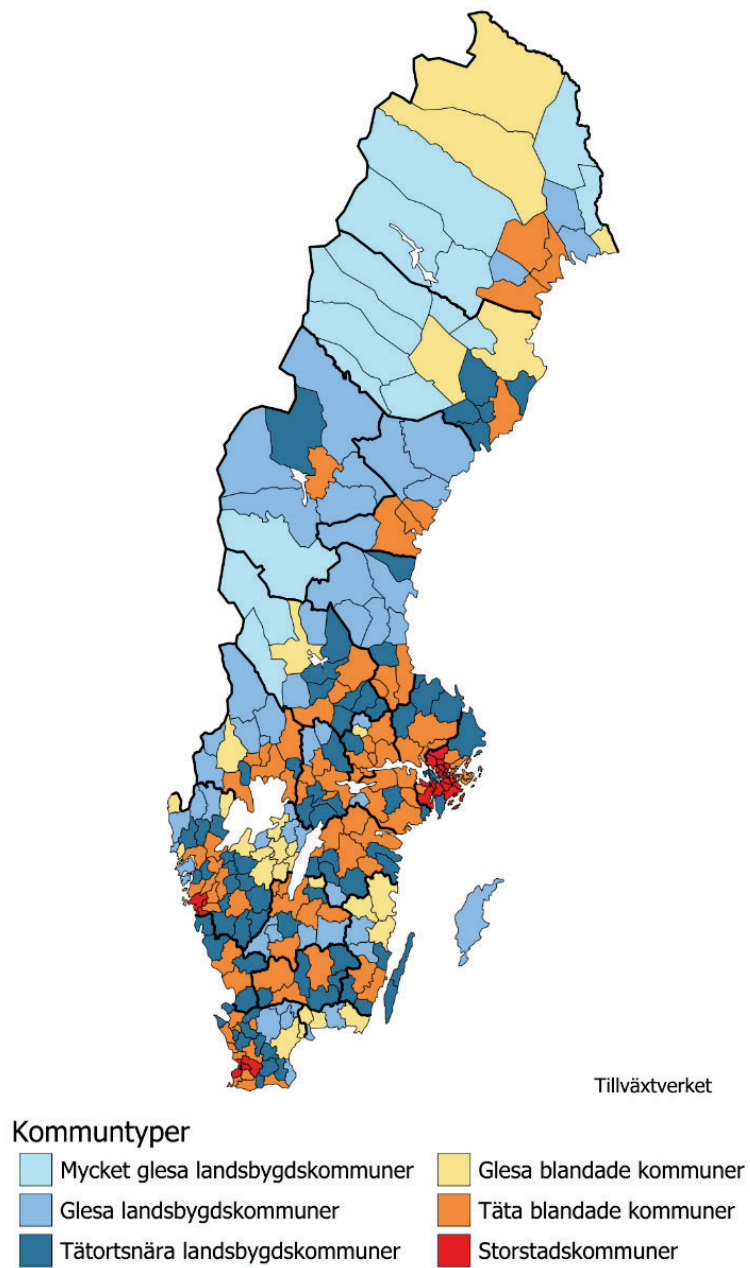 Tillväxtverket
Kommuntyper
Mycket glesa landsbygdskommuner
Glesa landsbygdskommuner
Tätortsnära landsbygdskommuner
Glesa blandade kommuner
Täta blandade kommuner
Storstadskommuner